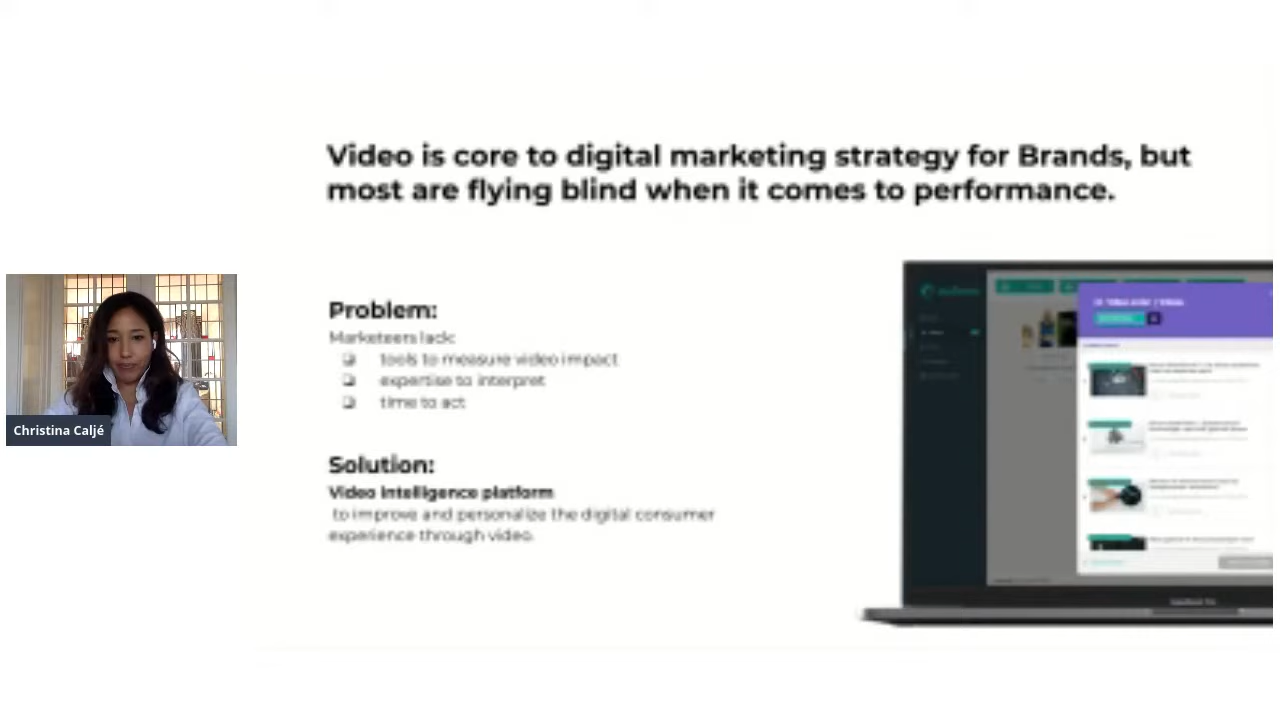 Video is core to digital marketing strategy for Brands, but
most are flying blind when it comes to performance.
Problem:
Marketeers lack:
❑ tools to measure video impact
❑ expertise to interpret
❑ time to act
Solution:
Video Intelligence platform
to improve and personalize the digital consumer
experience through video.
Christina Caljé